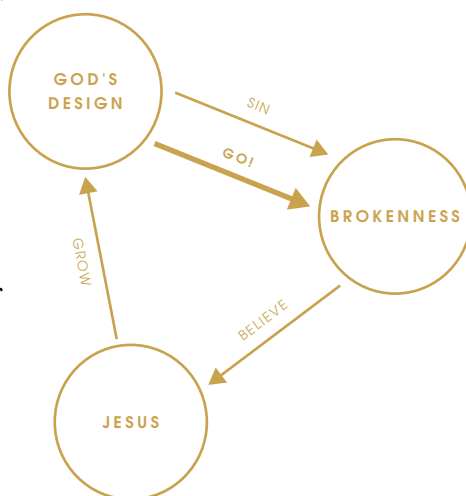 GOD'S
DESIGN
SIN
GO!
BROKENNESS
GROW
BELIEVE
JESUS